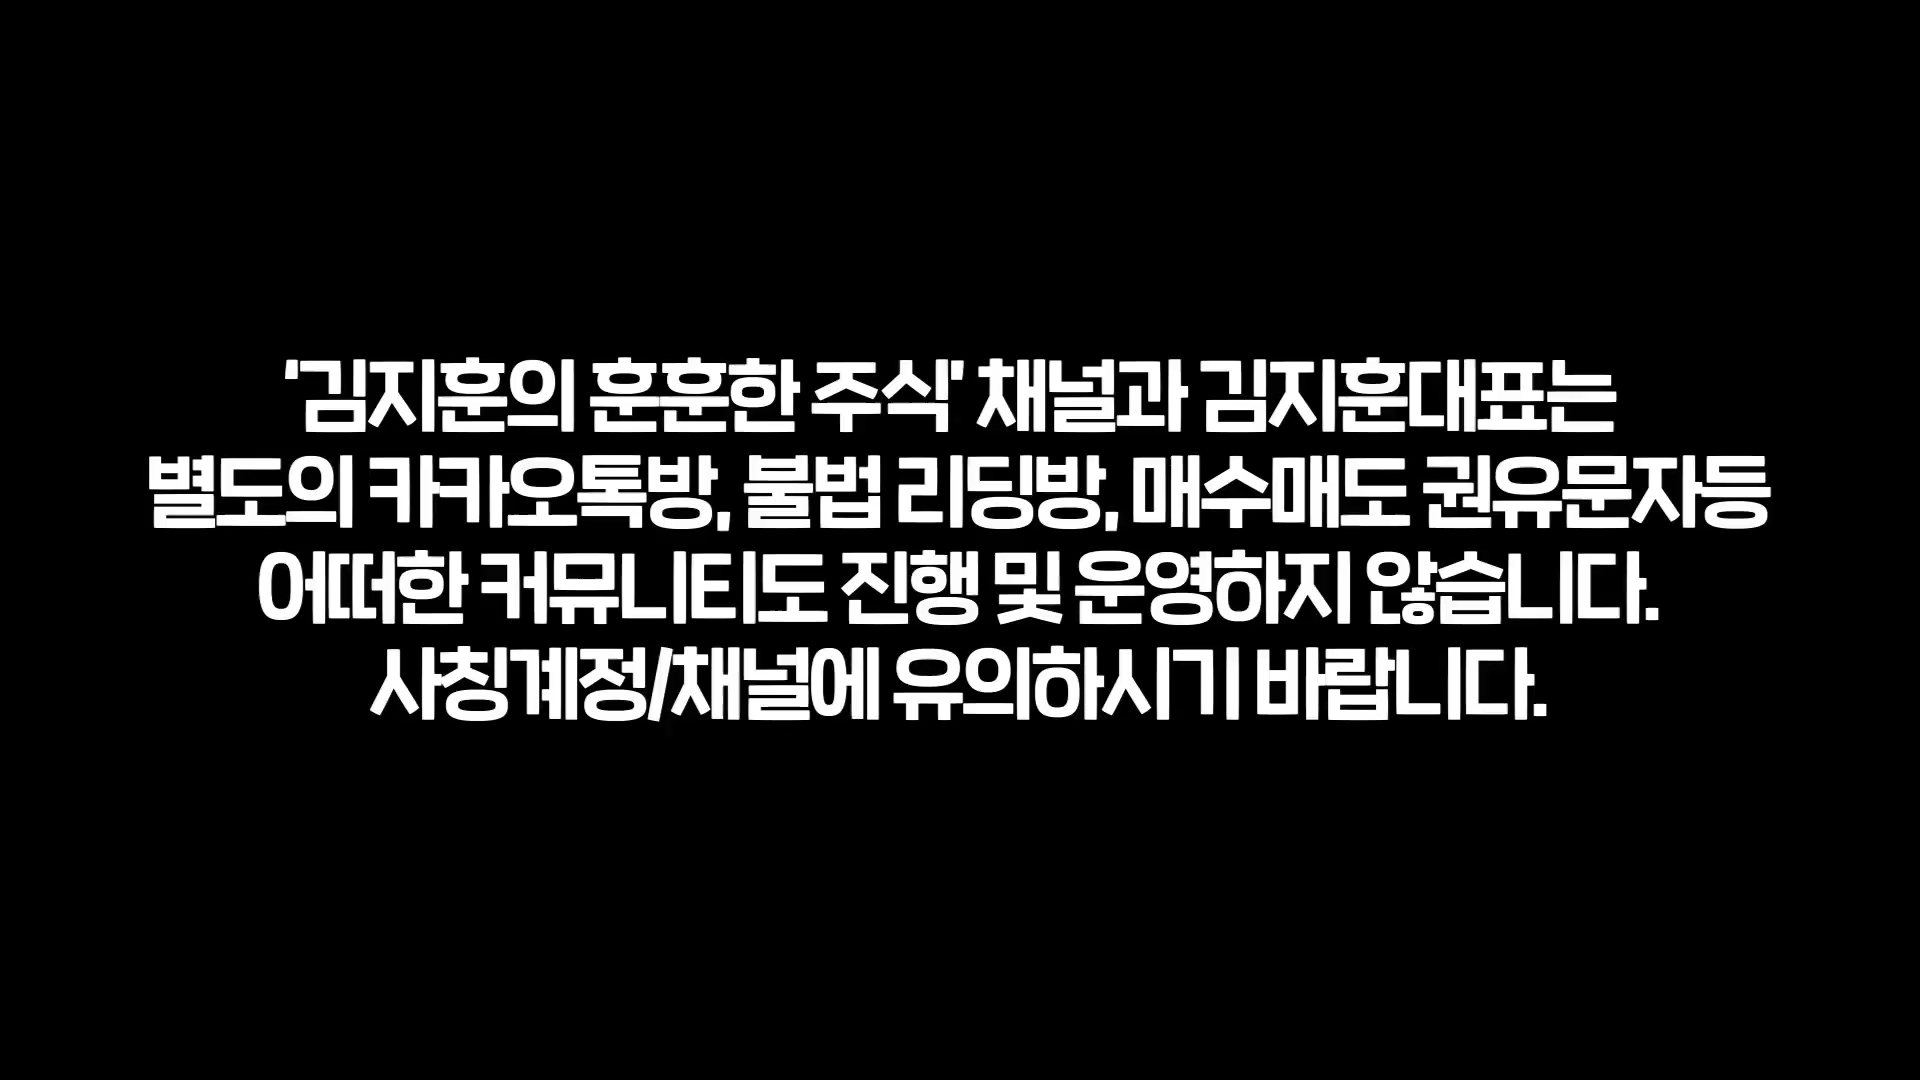 '김지훈의 훈훈한 주식' 채널과 김지훈대표는
별도의 카카오톡방, 불법 리딩방, 매수매도 권유문자등
어떠한 커뮤니티도 진행 및 운영하지 않습니다.
사칭계정/채널에 유의하시기 바랍니다.